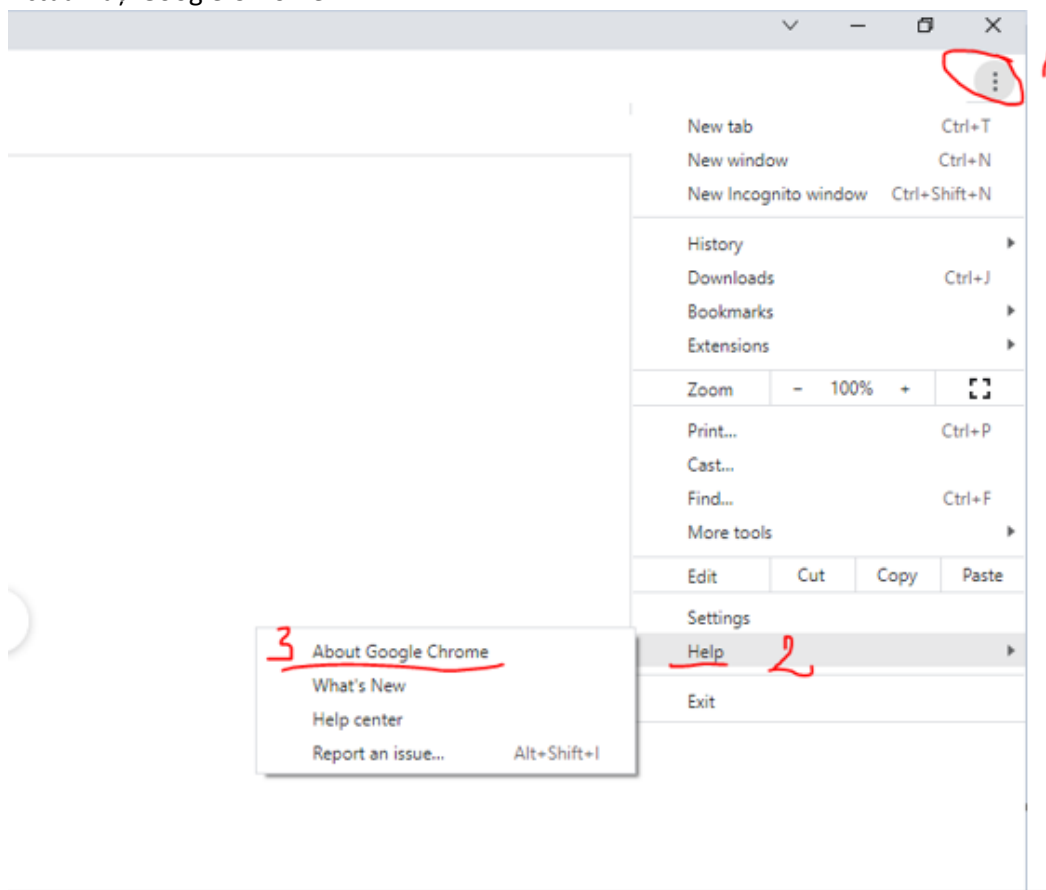 New tab Ctrl+T
New window Ctrl+N
New Incognito window Ctrl+Shift+N
History
Downloads Ctrl+J
Bookmarks
Extensions
Zoom - 100% +
Print... Ctrl+P
Cast...
Find... Ctrl+F
More tools
Edit Cut Copy Paste
Settings
3 About Google Chrome Help 2
What's New
Help center
Exit
Report an issue... Alt+Shift+I